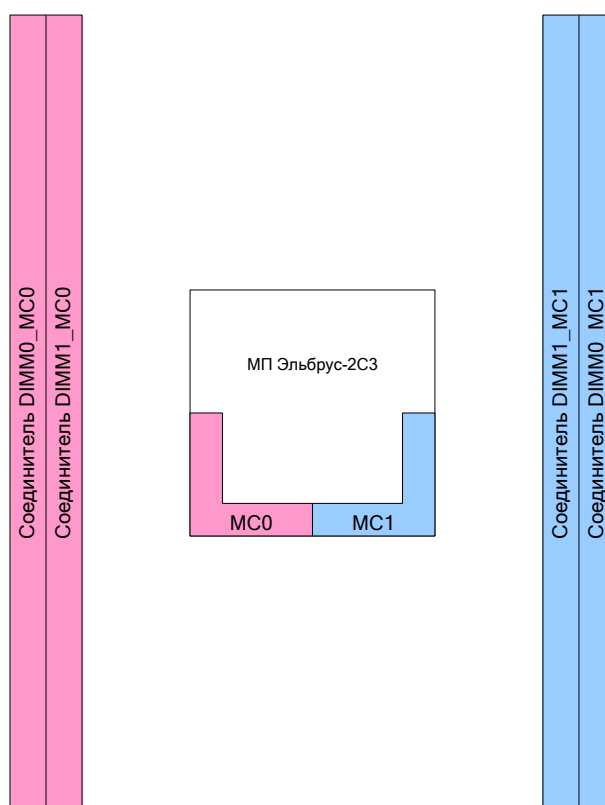 Соединитель DIMM0_MC0
Соединитель DIMM1_MC0
МП Эльбрус-2С3
MC0
MC1
Соединитель DIMM1_MC1
Соединитель DIMM0_MC1